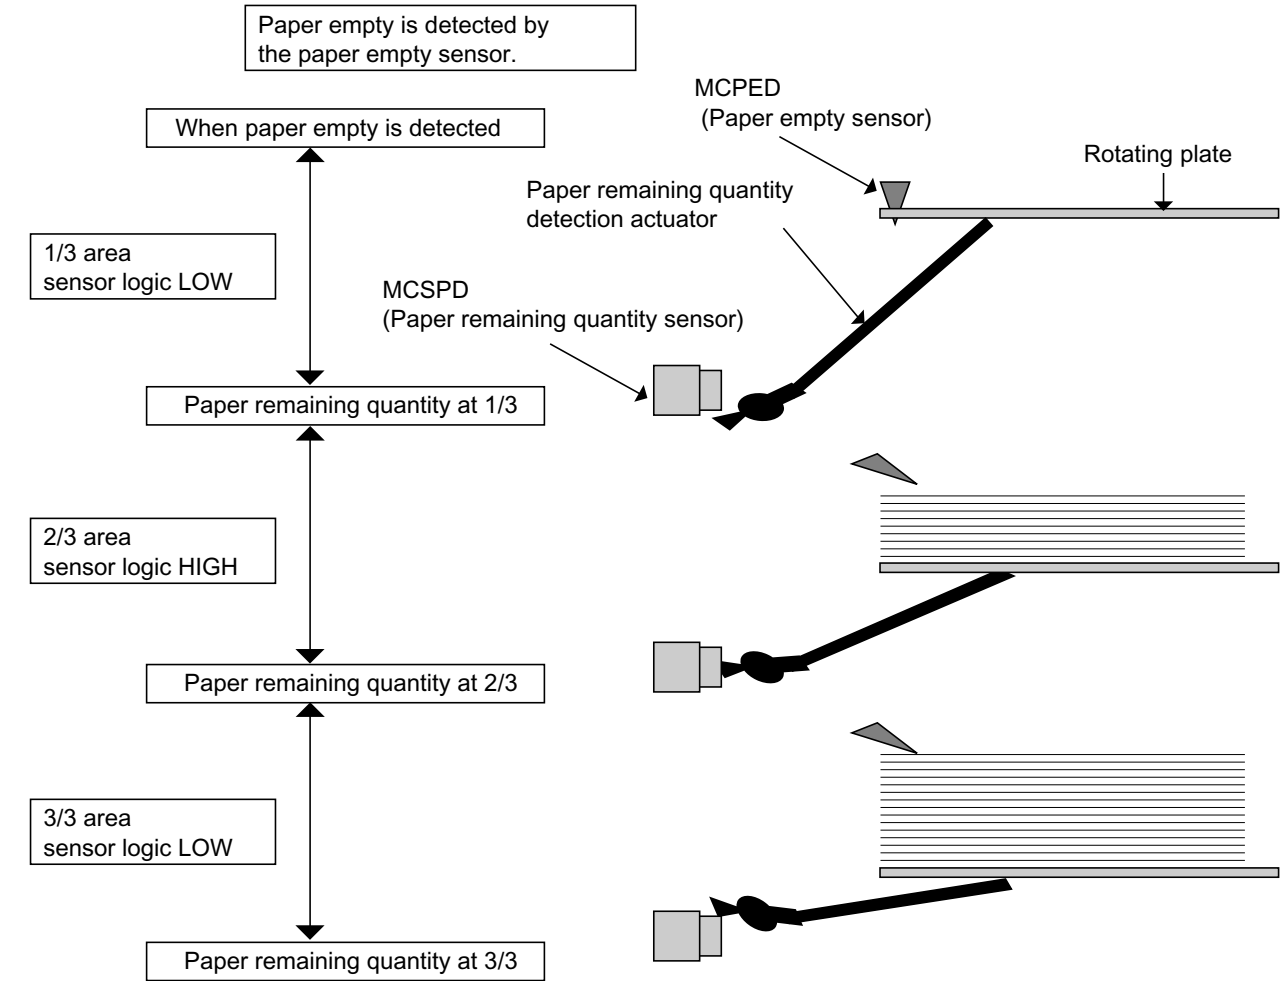 Paper empty is detected by
the paper empty sensor.
MCPED
(Paper empty sensor)
When paper empty is detected
Rotating plate
Paper remaining quantity
detection actuator
1/3 area
sensor logic LOW
MCSPD
(Paper remaining quantity sensor)
Paper remaining quantity at 1/3
2/3 area
sensor logic HIGH
Paper remaining quantity at 2/3
3/3 area
sensor logic LOW
Paper remaining quantity at 3/3